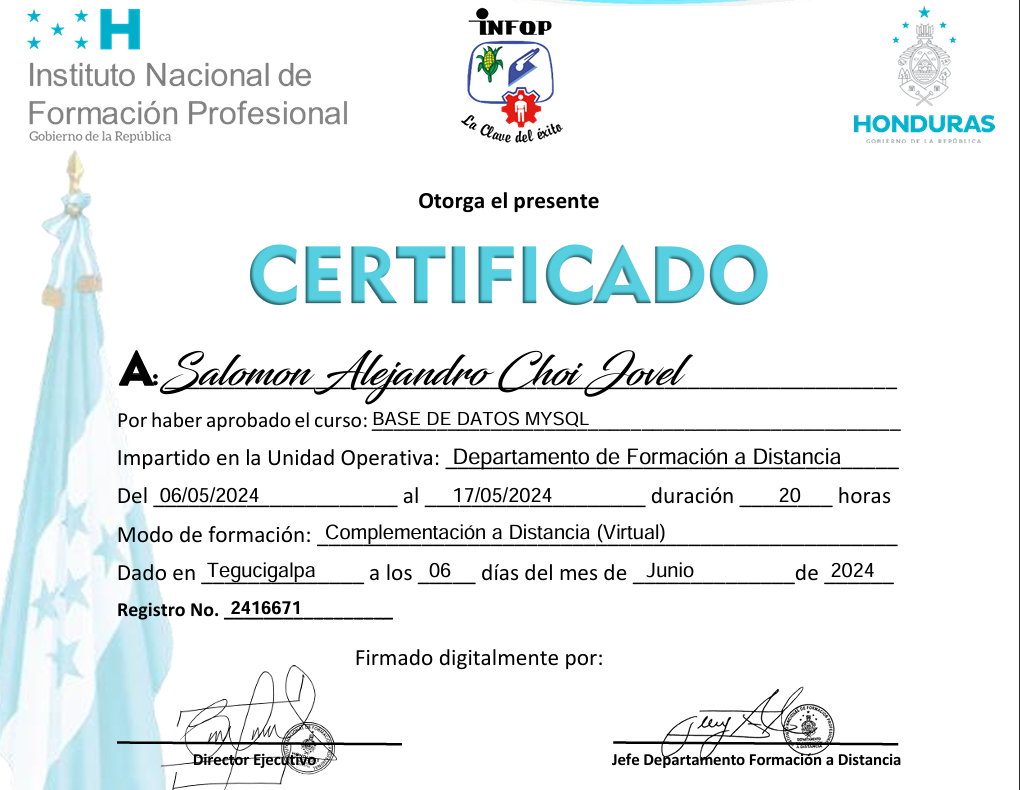 H
Instituto Nacional de
Formación Profesional
Gobierno de la República
INFOP
La Clave del éxito
HONDURAS
GOBIERNO DE LA REPÚBLICA
Otorga el presente
CERTIFICADO
A: Salomon Alejandro Choi Jovel
Por haber aprobado el curso: BASE DE DATOS MYSQL
Impartido en la Unidad Operativa: Departamento de Formación a Distancia
Del 06/05/2024 al 17/05/2024 duración 20 horas
Modo de formación: Complementación a Distancia (Virtual)
Dado en Tegucigalpa a los 06 días del mes de Junio de 2024
Registro No. 2416671
Firmado digitalmente por:
Director Ejecutivo
Jefe Departamento Formación a Distancia